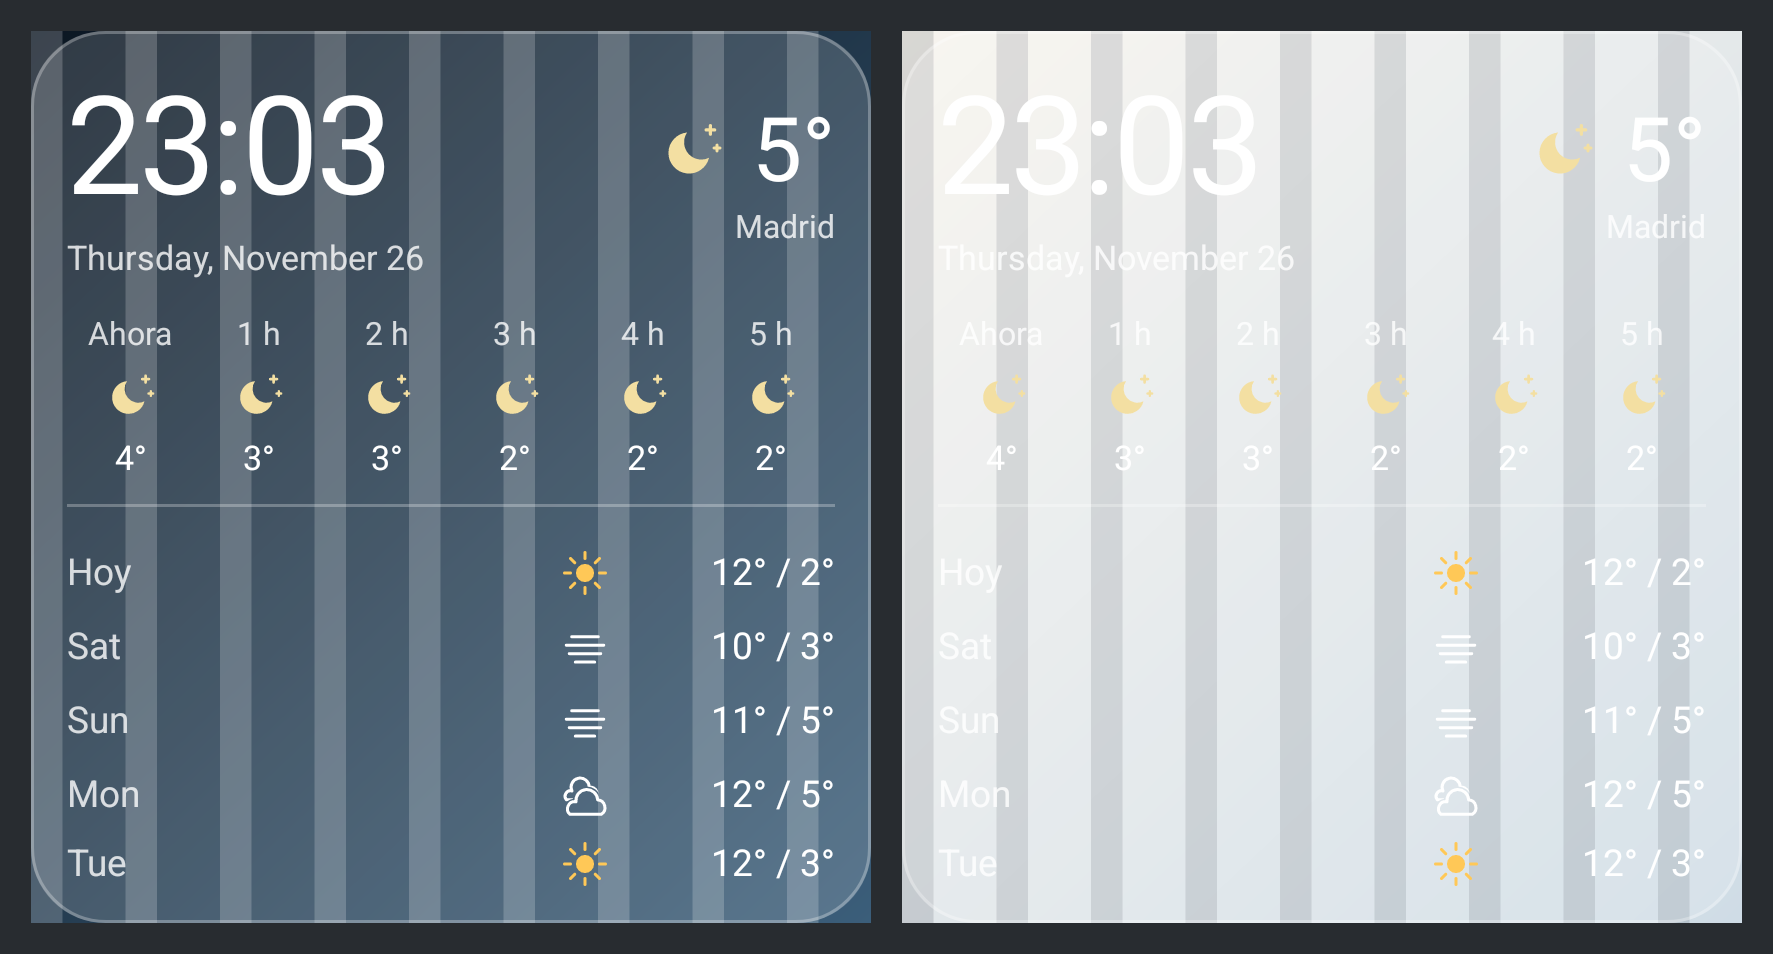 23:03
5°
Madrid
Thursday, November 26
Ahora 1 h 2 h 3 h 4 h 5 h
4° 3° 3° 2° 2° 2°
Hoy 12° / 2°
Sat 10° / 3°
Sun 11° / 5°
Mon 12° / 5°
Tue 12° / 3°
23:03
5°
Madrid
Thursday, November 26
Ahora 1 h 2 h 3 h 4 h 5 h
4° 3° 3° 2° 2° 2°
Hoy 12° / 2°
Sat 10° / 3°
Sun 11° / 5°
Mon 12° / 5°
Tue 12° / 3°